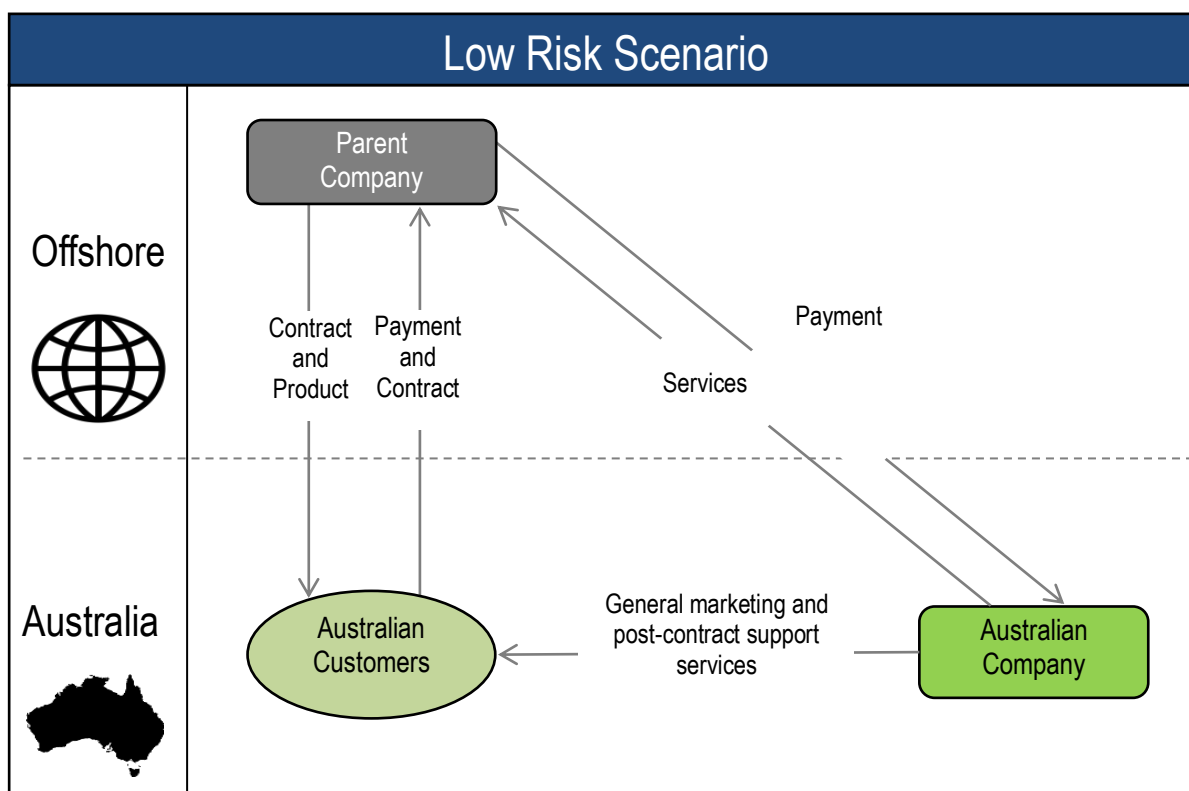 Low Risk Scenario
Parent
Company
Offshore
Contract
and
Product
Payment
and
Contract
Payment
Services
Australia
Australian
Customers
General marketing and
post-contract support
services
Australian
Company